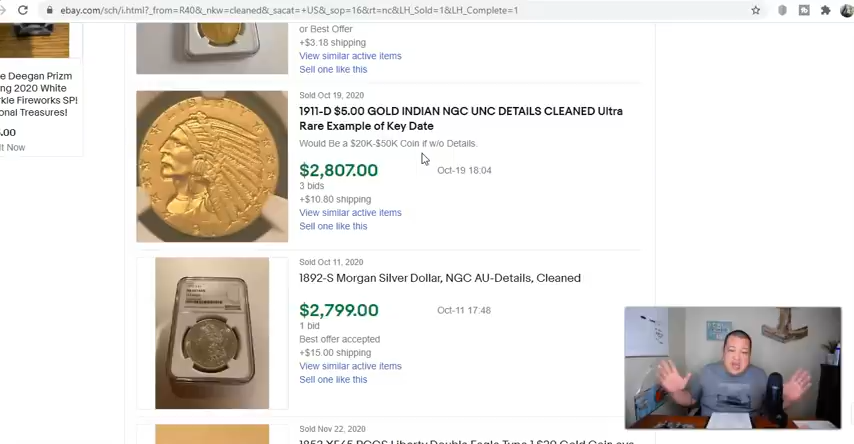 ebay.com/sch/i.html?_from=R40&_nkw=cleaned&_sacat=+US&_sop=16&rt=nc&LH_Sold=1&LH_Complete=1
or Best Offer
+$3.18 shipping
View similar active items
Sell one like this
e Deegan Prizm
ng 2020 White
rkle Fireworks SP!
onal Treasures!
.00
It Now
Sold Oct 19, 2020
1911-D $5.00 GOLD INDIAN NGC UNC DETAILS CLEANED Ultra
Rare Example of Key Date
Would Be a $20K-$50K Coin if w/o Details.
$2,807.00
Oct-19 18:04
3 bids
+$10.80 shipping
View similar active items
Sell one like this
Sold Oct 11, 2020
1892-S Morgan Silver Dollar, NGC AU-Details, Cleaned
$2,799.00
Oct-11 17:48
1 bid
Best offer accepted
+$15.00 shipping
View similar active items
Sell one like this
Sold Nov 22, 2020